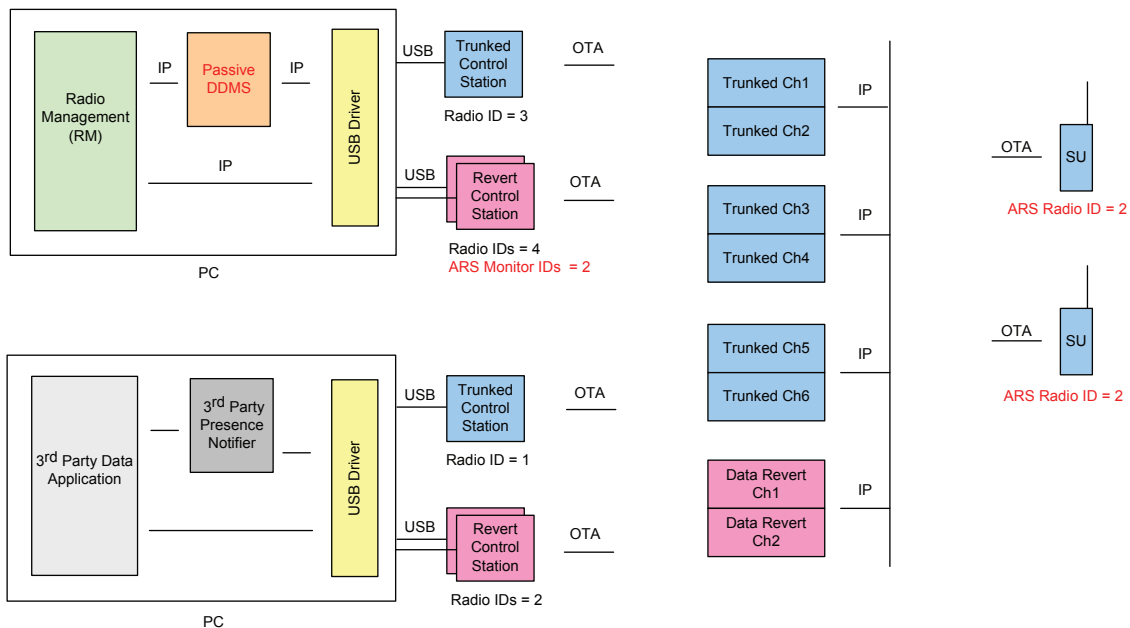 Radio
Management
(RM)
IP
Passive
DDMS
IP
IP
USB Driver
PC
USB
Trunked
Control
Station
Radio ID = 3
OTA
USB
Revert
Control
Station
Radio IDs = 4
ARS Monitor IDs = 2
OTA
3rd Party Data
Application
3rd Party
Presence
Notifier
USB Driver
PC
USB
Trunked
Control
Station
Radio ID = 1
OTA
USB
Revert
Control
Station
Radio IDs = 2
OTA
Trunked Ch1
Trunked Ch2
IP
Trunked Ch3
Trunked Ch4
IP
Trunked Ch5
Trunked Ch6
IP
Data Revert
Ch1
Data Revert
Ch2
IP
OTA
SU
ARS Radio ID = 2
OTA
SU
ARS Radio ID = 2